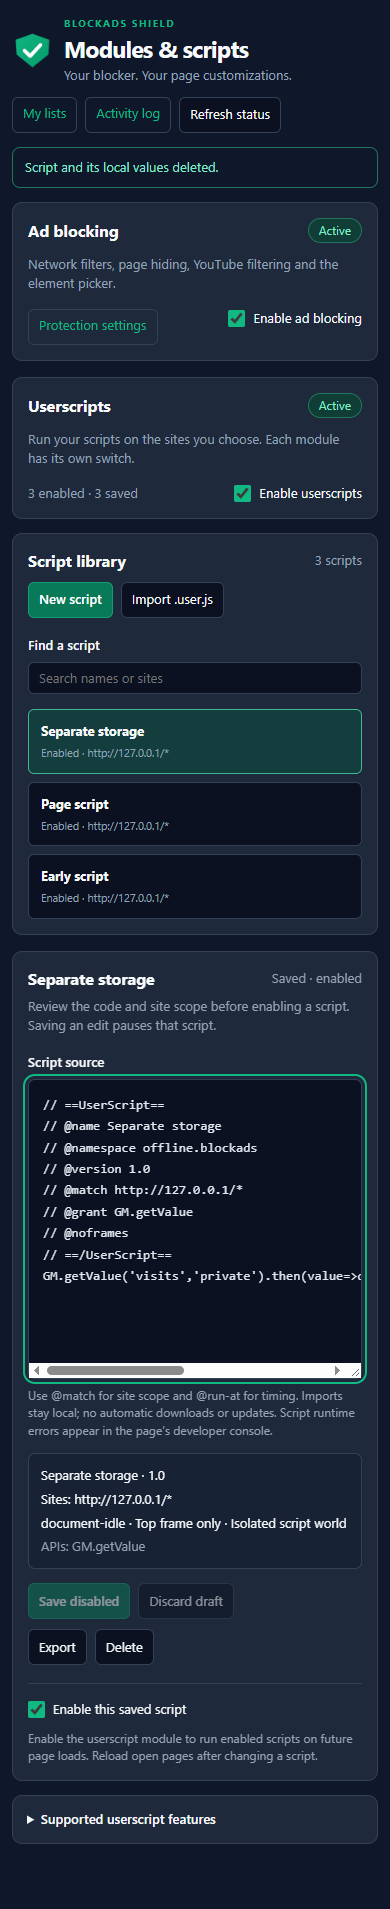 BLOCKADS SHIELD
Modules & scripts
Your blocker. Your page customizations.
My lists
Activity log
Refresh status
Script and its local values deleted.
Ad blocking
Active
Network filters, page hiding, YouTube filtering and the
element picker.
Protection settings
Enable ad blocking
Userscripts
Active
Run your scripts on the sites you choose. Each module
has its own switch.
3 enabled · 3 saved
Enable userscripts
Script library
3 scripts
New script
Import .user.js
Find a script
Search names or sites
Separate storage
Enabled · http://127.0.0.1/*
Page script
Enabled · http://127.0.0.1/*
Early script
Enabled · http://127.0.0.1/*
Separate storage
Saved · enabled
Review the code and site scope before enabling a script.
Saving an edit pauses that script.
Script source
// ==UserScript==
// @name Separate storage
// @namespace offline.blockads
// @version 1.0
// @match http://127.0.0.1/*
// @grant GM.getValue
// @noframes
// ==/UserScript==
GM.getValue('visits','private').then(value=>
Use @match for site scope and @run-at for timing. Imports
stay local; no automatic downloads or updates. Script runtime
errors appear in the page's developer console.
Separate storage · 1.0
Sites: http://127.0.0.1/*
document-idle · Top frame only · Isolated script world
APIs: GM.getValue
Save disabled
Discard draft
Export
Delete
Enable this saved script
Enable the userscript module to run enabled scripts on future
page loads. Reload open pages after changing a script.
Supported userscript features